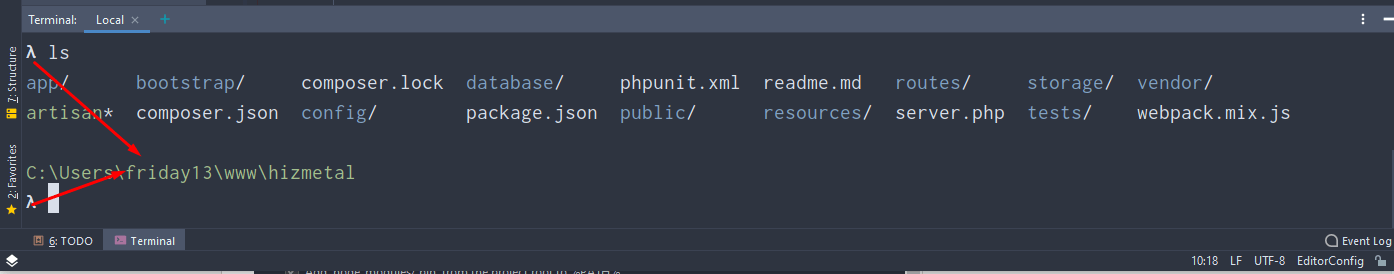 Terminal: Local × +
λ ls
app/ bootstrap/ composer.lock database/ phpunit.xml readme.md routes/ storage/ vendor/
artisan* composer.json config/ package.json public/ resources/ server.php tests/ webpack.mix.js
C:\Users\friday13\www\hizmetal
λ
7: Structure
2: Favorites
6: TODO Terminal Event Log
10:18 LF UTF-8 EditorConfig